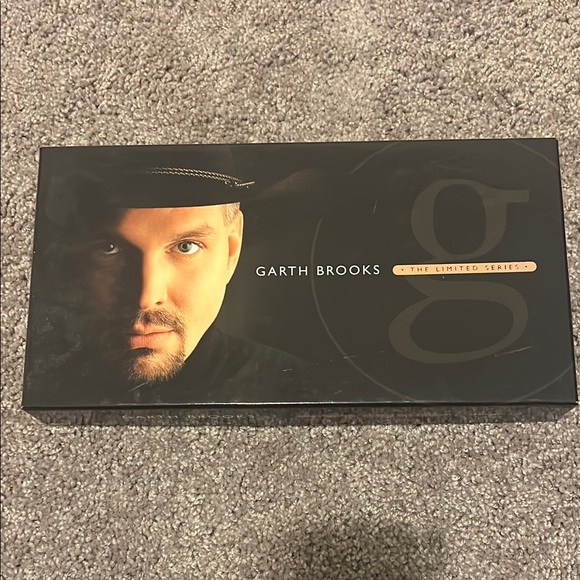 g
GARTH BROOKS • THE LIMITED SERIES •